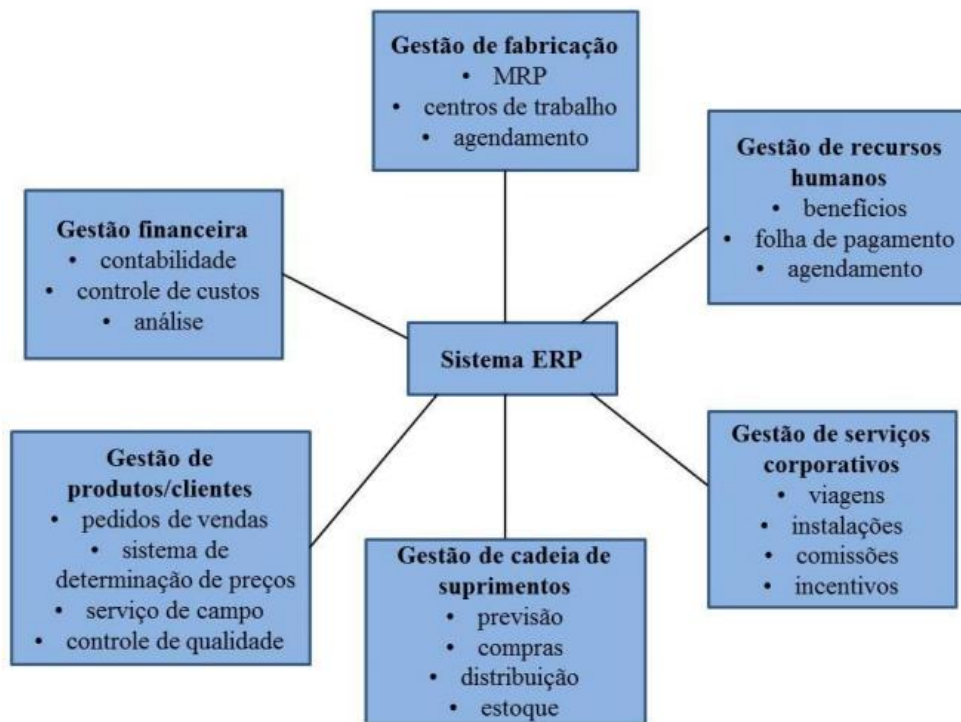 Gestão de fabricação
• MRP
• centros de trabalho
• agendamento
Gestão de recursos
humanos
• benefícios
• folha de pagamento
• agendamento
Gestão financeira
• contabilidade
• controle de custos
• análise
Sistema ERP
Gestão de
produtos/clientes
• pedidos de vendas
• sistema de
determinação de preços
• serviço de campo
• controle de qualidade
Gestão de cadeia de
suprimentos
• previsão
• compras
• distribuição
• estoque
Gestão de serviços
corporativos
• viagens
• instalações
• comissões
• incentivos